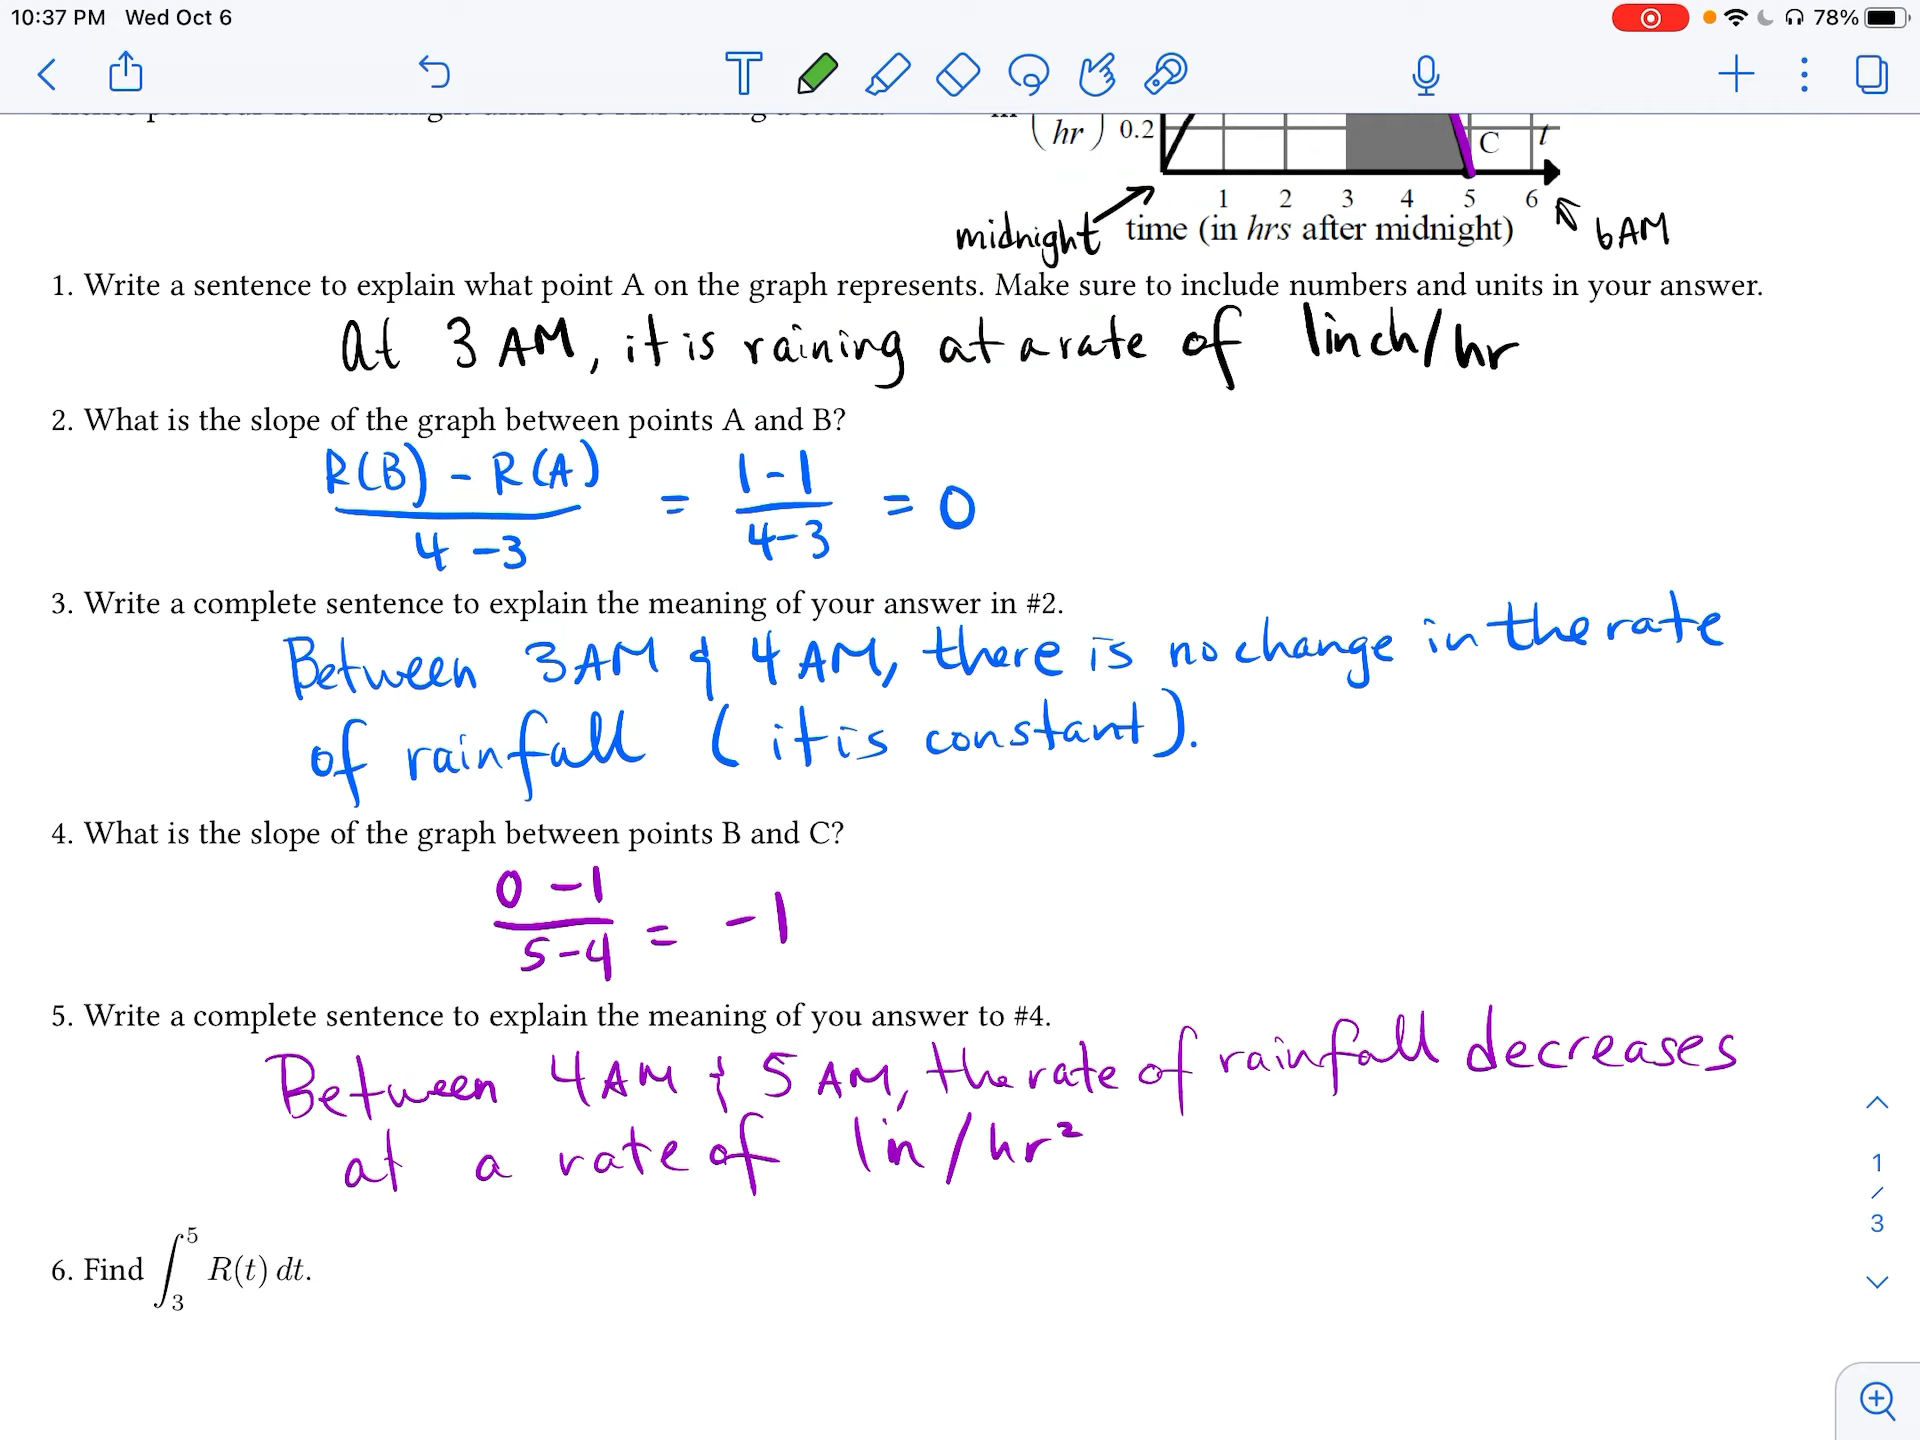 10:37 PM Wed Oct 6 78%
T
( hr ) 0.2 C t
1 2 3 4 5 6
midnight time (in hrs after midnight) 6AM
1. Write a sentence to explain what point A on the graph represents. Make sure to include numbers and units in your answer.
At 3 AM, it is raining at a rate of 1inch/hr
2. What is the slope of the graph between points A and B?
R(B) - R(A) / 4 - 3 = 1 - 1 / 4 - 3 = 0
3. Write a complete sentence to explain the meaning of your answer in #2.
Between 3AM & 4 AM, there is no change in the rate
of rainfall (it is constant).
4. What is the slope of the graph between points B and C?
0 - 1 / 5 - 4 = -1
5. Write a complete sentence to explain the meaning of you answer to #4.
Between 4AM & 5 AM, the rate of rainfall decreases
at a rate of 1in/hr²
6. Find ∫₃⁵ R(t) dt.
1
/
3